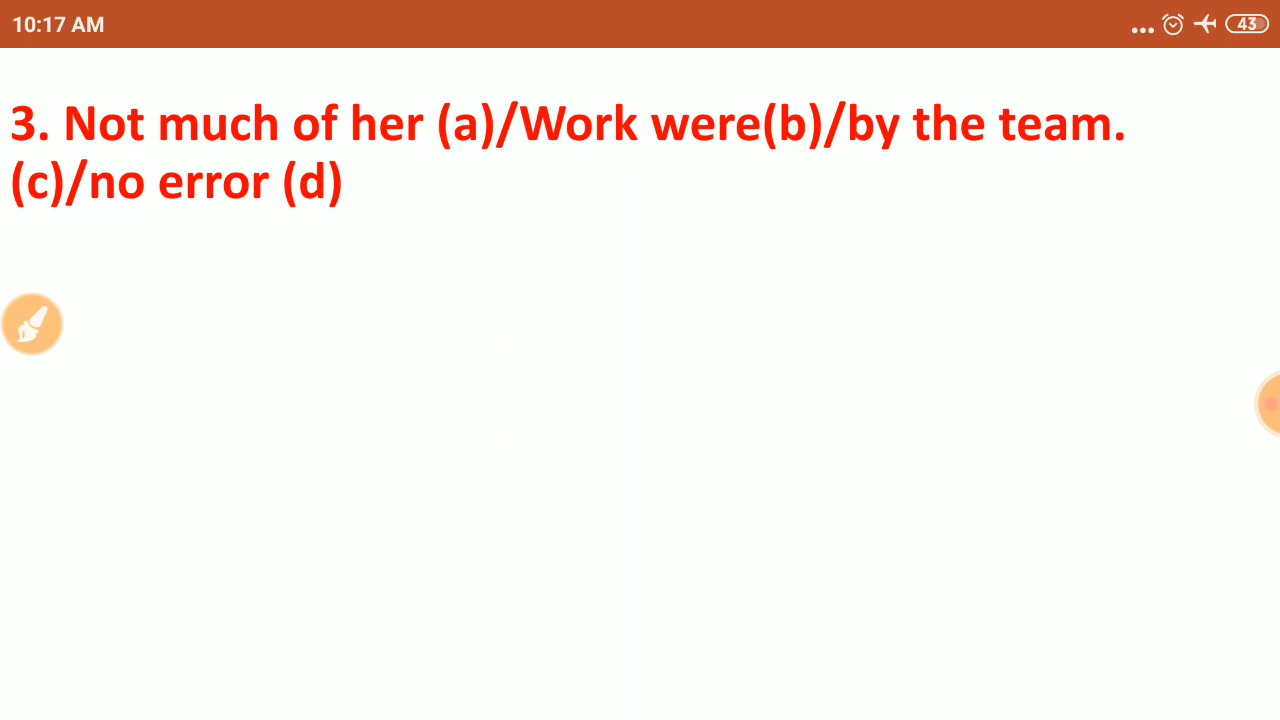 10:17 AM
43
3. Not much of her (a)/Work were(b)/by the team.
(c)/no error (d)